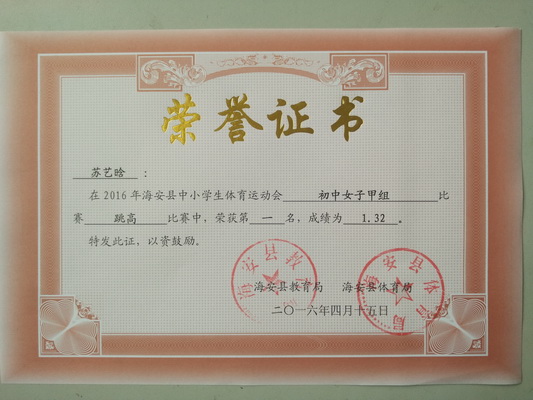 荣誉证书
苏艺晗：
在2016年海安县中小学生体育运动会 初中女子甲组 比
赛 跳高 比赛中，荣获第 一 名，成绩为 1.32 。
特发此证，以资鼓励。
海安县教育局 海安县体育局
二〇一六年四月十五日